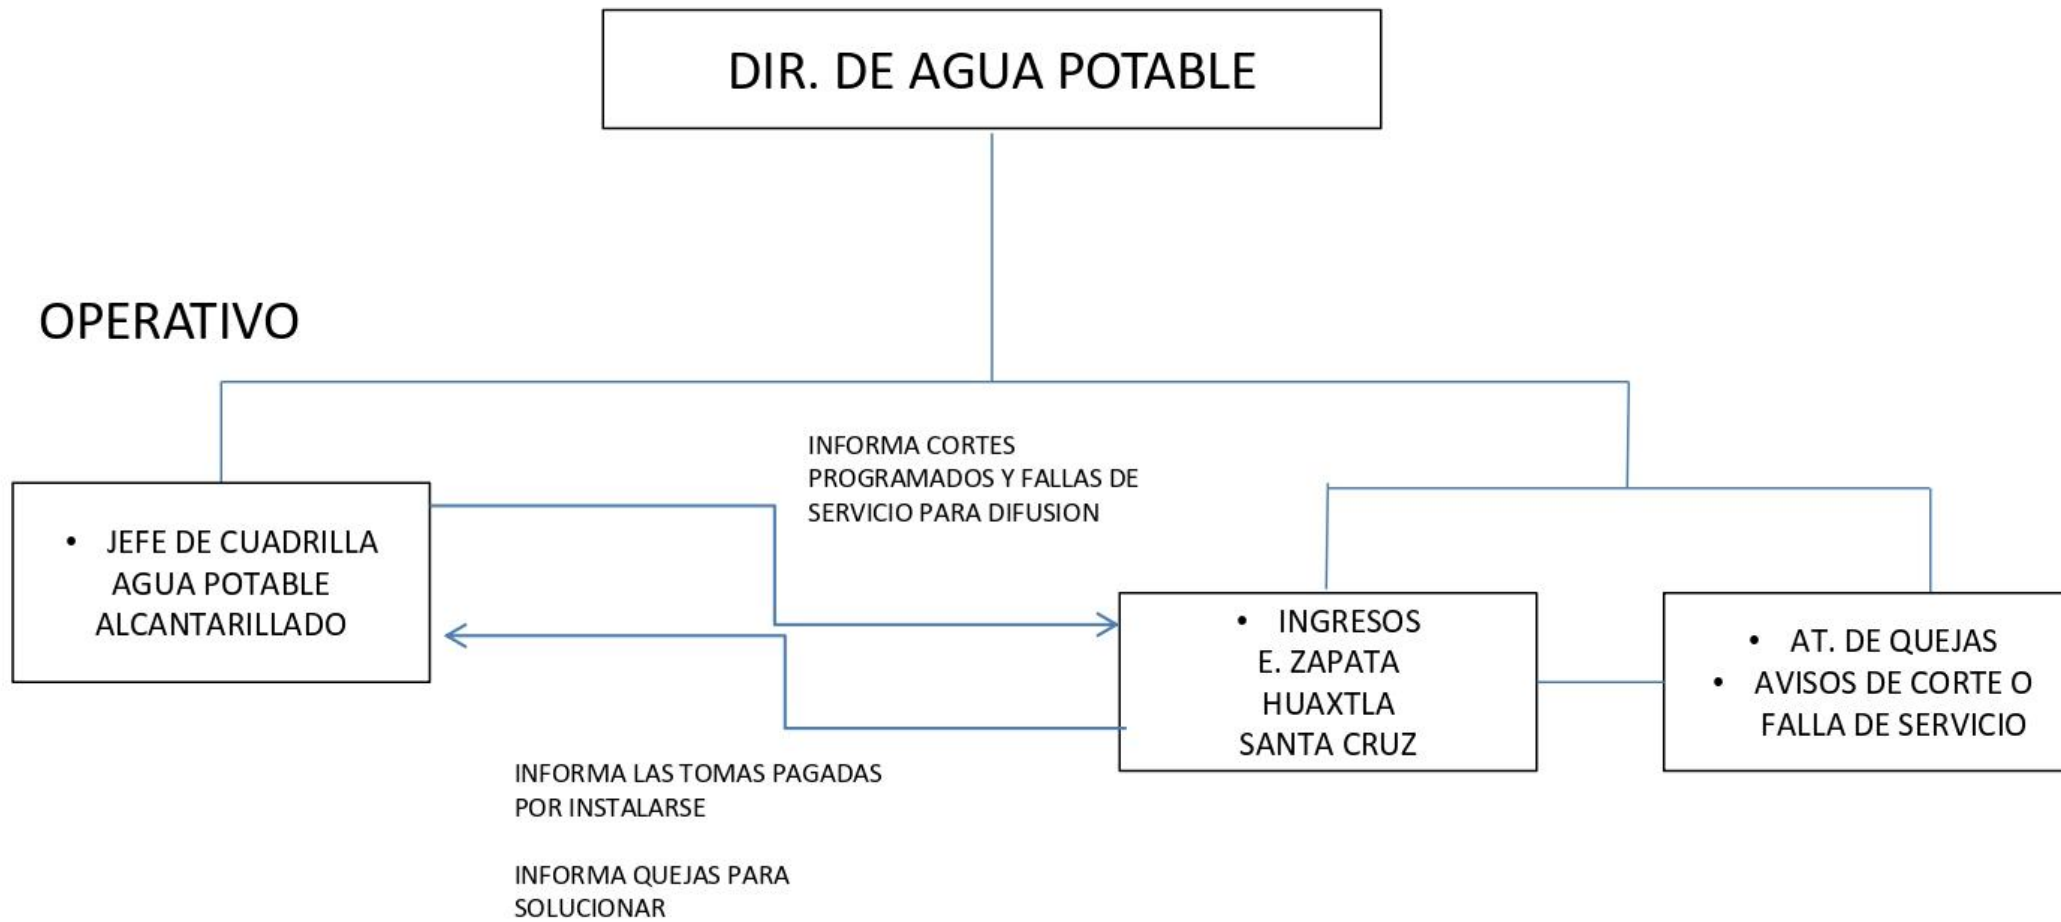 DIR. DE AGUA POTABLE
OPERATIVO
INFORMA CORTES
PROGRAMADOS Y FALLAS DE
SERVICIO PARA DIFUSION
• JEFE DE CUADRILLA
AGUA POTABLE
ALCANTARILLADO
• INGRESOS
E. ZAPATA
HUAXTLA
SANTA CRUZ
• AT. DE QUEJAS
• AVISOS DE CORTE O
FALLA DE SERVICIO
INFORMA LAS TOMAS PAGADAS
POR INSTALARSE
INFORMA QUEJAS PARA
SOLUCIONAR